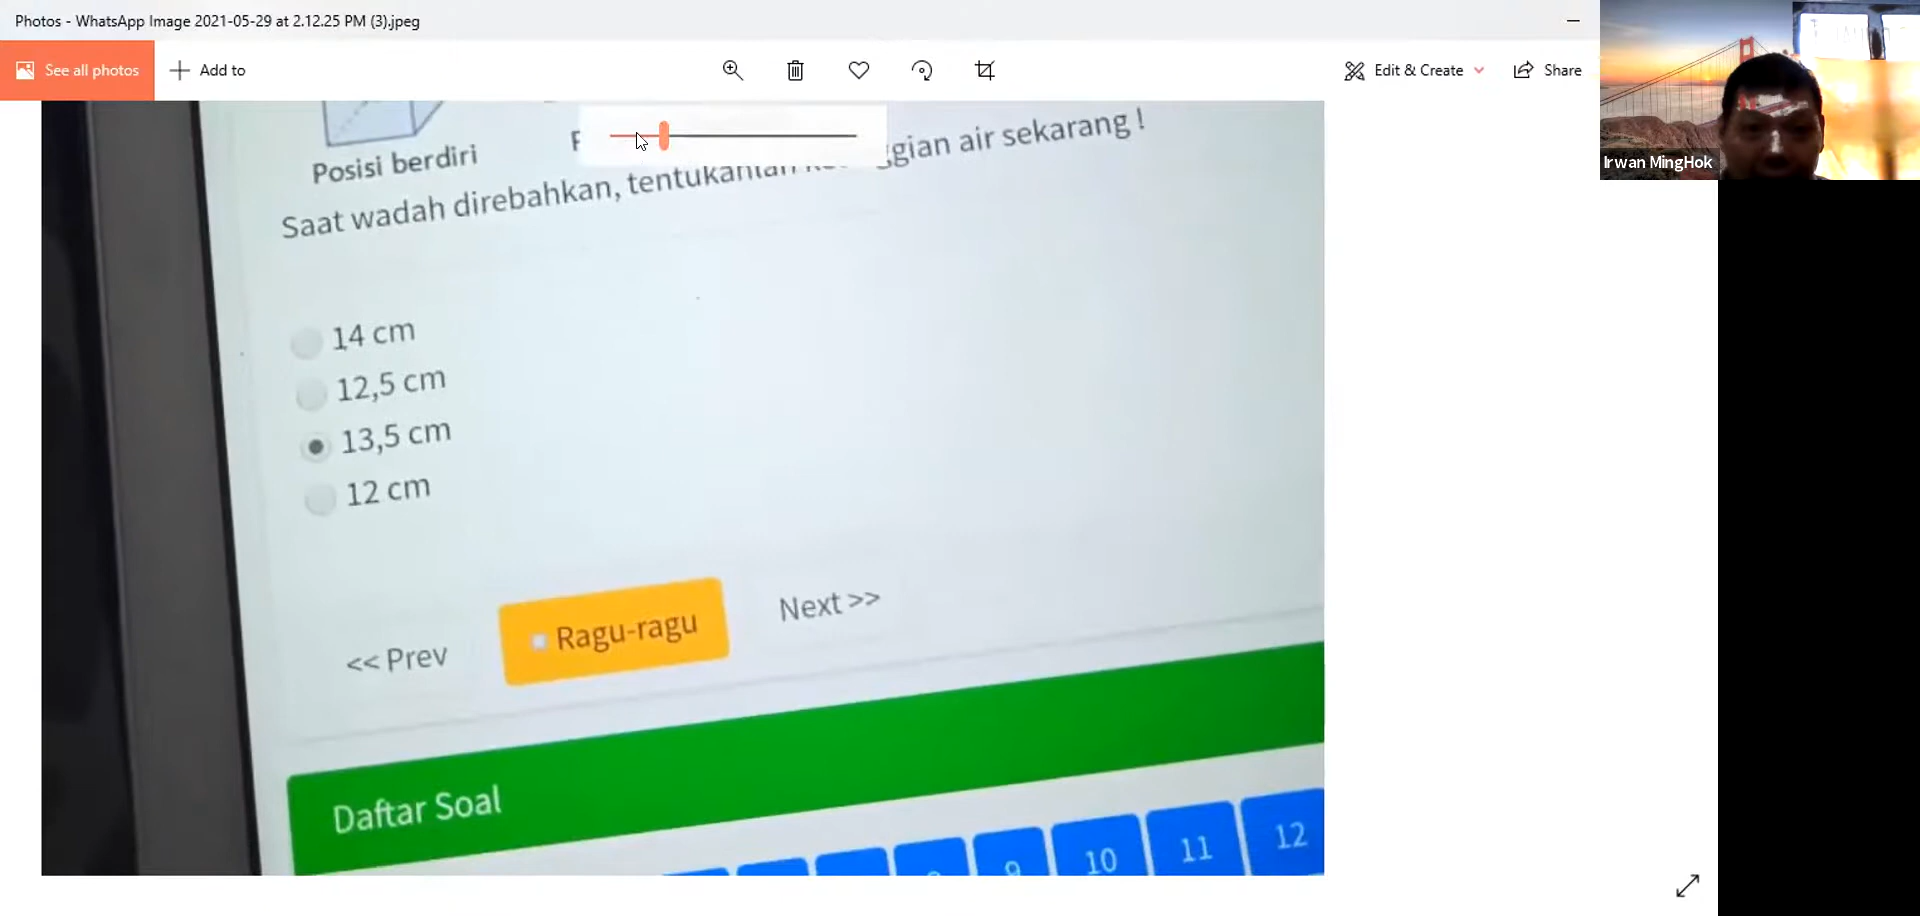 Photos - WhatsApp Image 2021-05-29 at 2.12.25 PM (3).jpeg
See all photos
Add to
Edit & Create
Share
Irwan MingHok
Posisi berdiri
Saat wadah direbahkan, air sekarang !
14 cm
12,5 cm
13,5 cm
12 cm
<< Prev
Ragu-ragu
Next >>
Daftar Soal
9
10
11
12